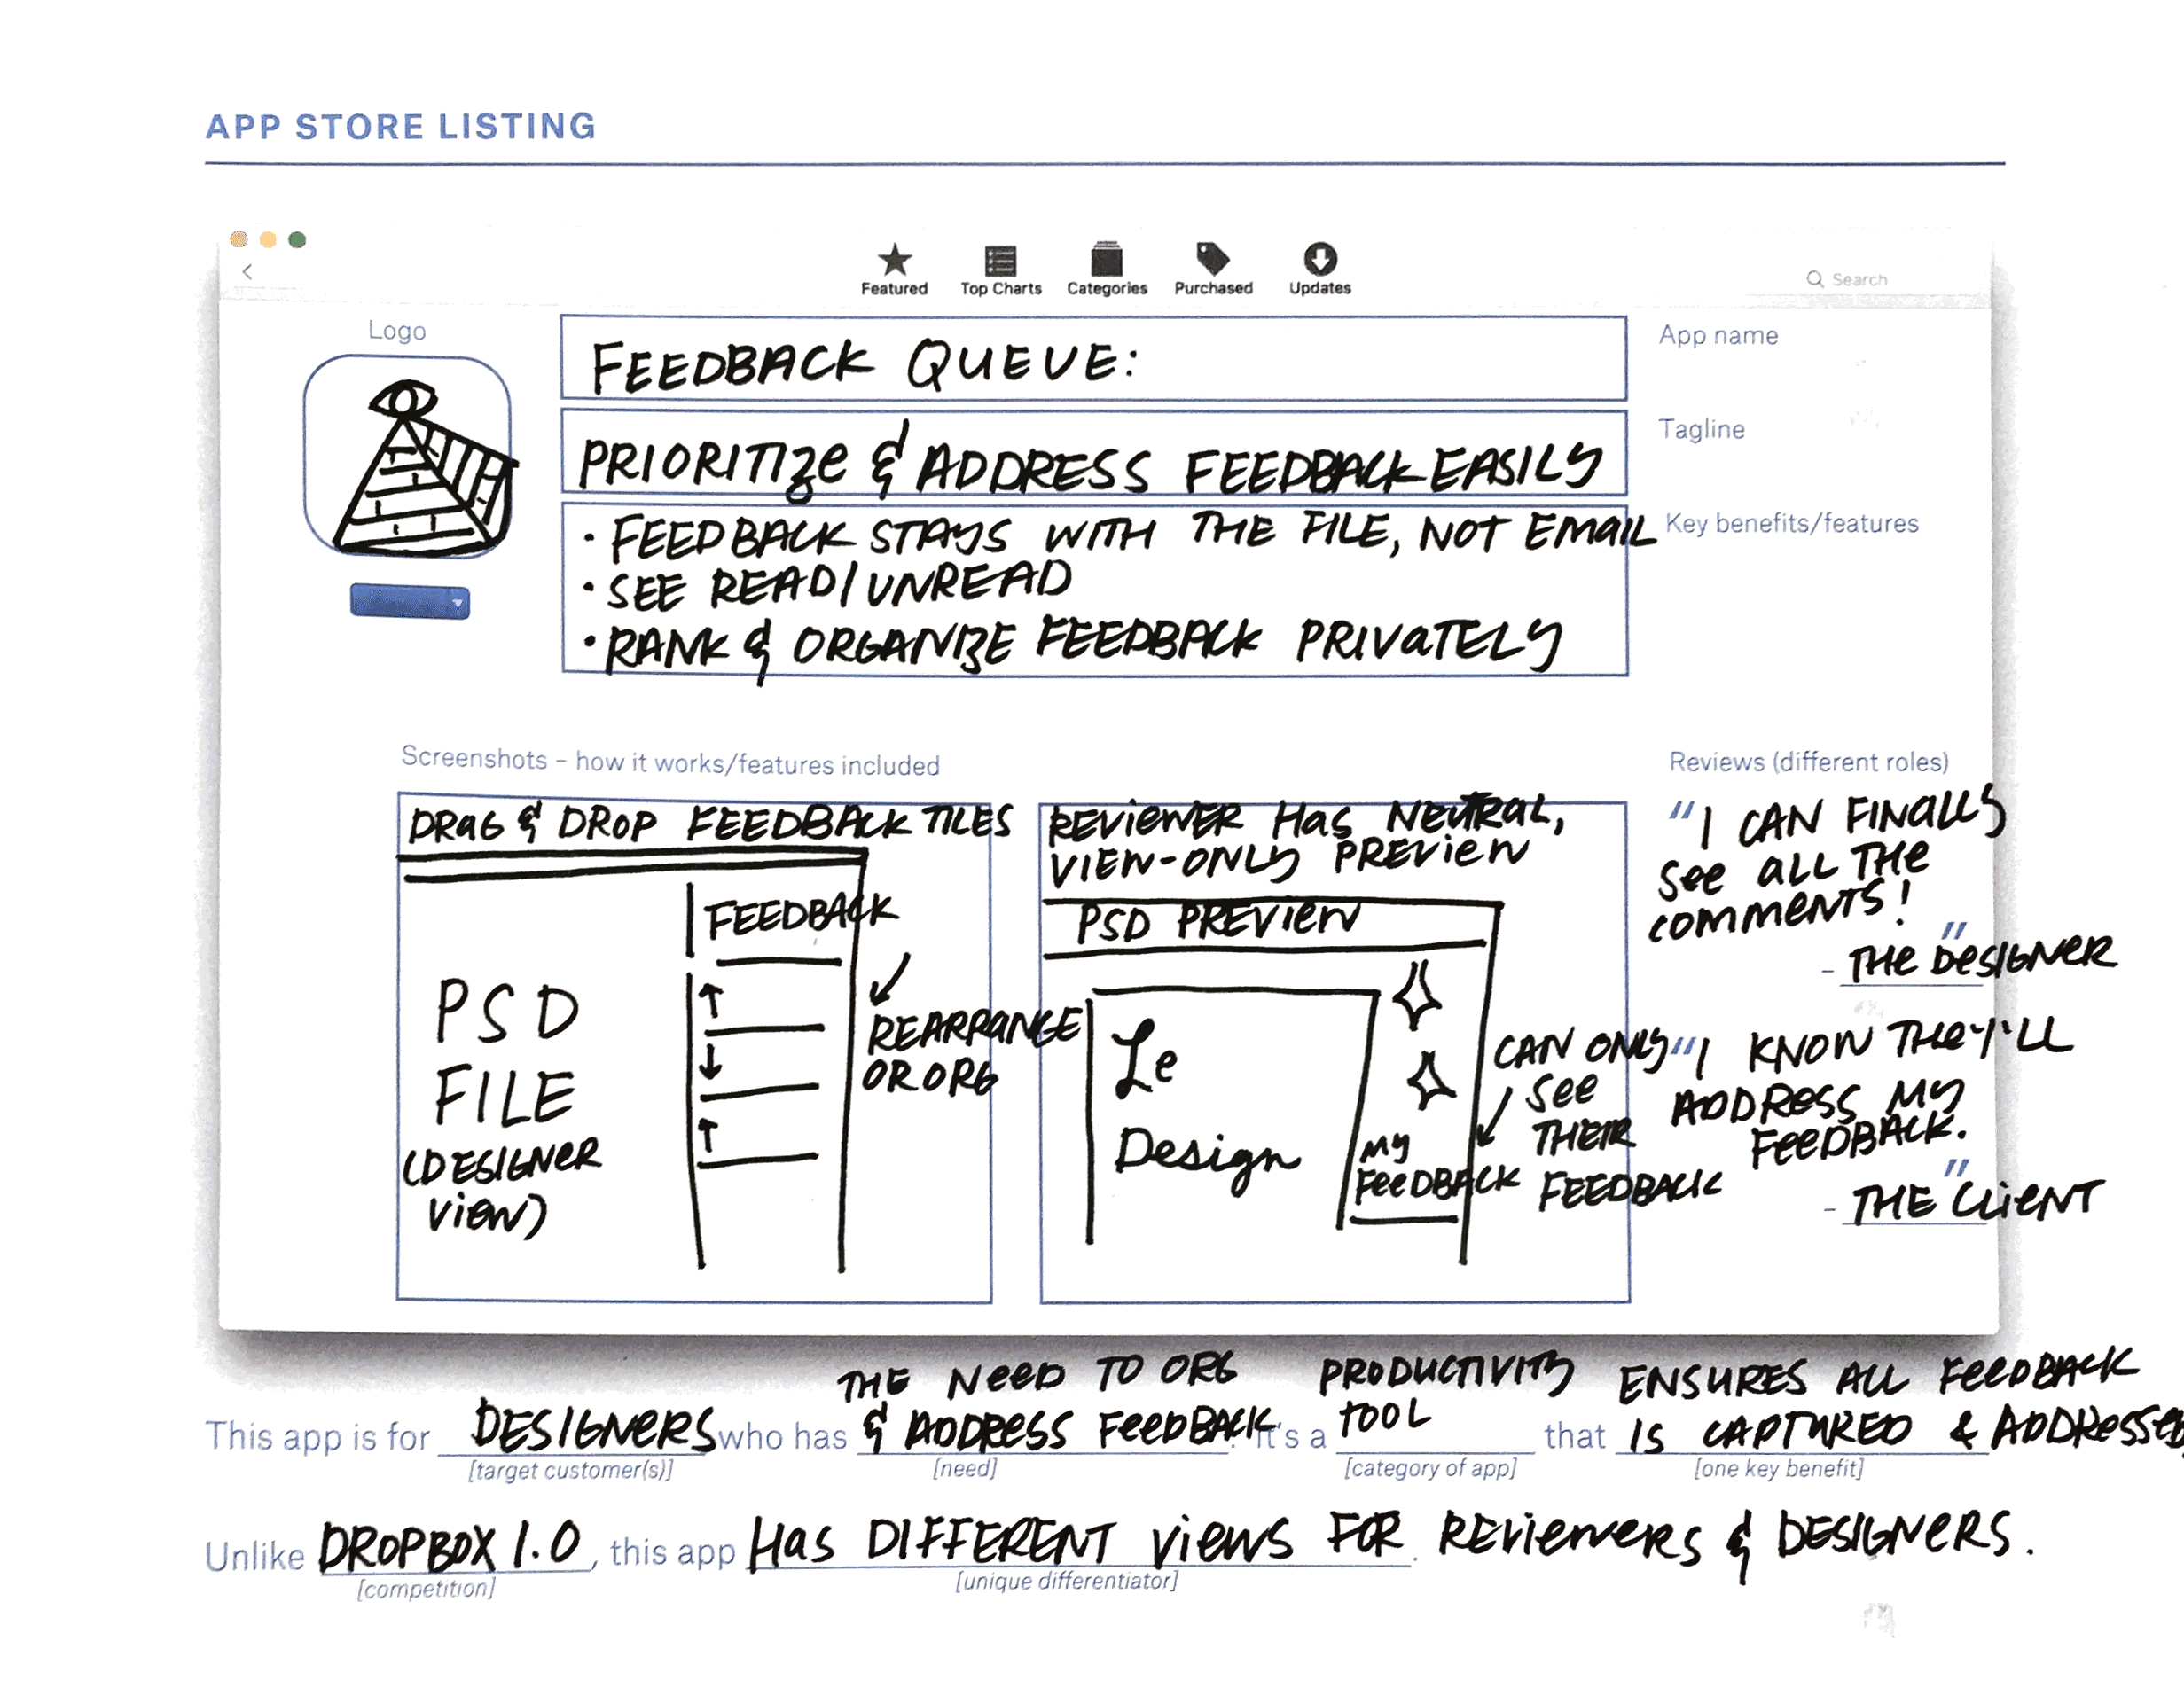 APP STORE LISTING
Featured
Top Charts
Categories
Purchased
Updates
Search
Logo
FEEDBACK QUEUE:
App name
PRIORITIZE & ADDRESS FEEDBACK EASILY
Tagline
• FEEDBACK STAYS WITH THE FILE, NOT EMAIL
Key benefits/features
• SEE READ/UNREAD
• RANK & ORGANIZE FEEDBACK PRIVATELY
Screenshots – how it works/features included
DRAG & DROP FEEDBACK TILES
FEEDBACK
PSD
FILE
(DESIGNER
VIEW)
REARRANGE
OR ORG
REVIEWER HAS NEUTRAL,
VIEW-ONLY PREVIEW
PSD PREVIEW
Le
Design
MY
FEEDBACK
CAN ONLY
SEE
THEIR
FEEDBACK
Reviews (different roles)
"I CAN FINALLY
SEE ALL THE
COMMENTS!
"
- THE DESIGNER
"I KNOW THEY'LL
ADDRESS MY
FEEDBACK.
"
- THE CLIENT
THE NEED TO ORG PRODUCTIVITY ENSURES ALL FEEDBACK
This app is for DESIGNERS who has & ADDRESS FEEDBACK. It's a TOOL that IS CAPTURED & ADDRESSED
[target customer(s)] [need] [category of app] [one key benefit]
Unlike DROPBOX 1.0, this app HAS DIFFERENT VIEWS FOR REVIEWERS & DESIGNERS.
[competition] [unique differentiator]